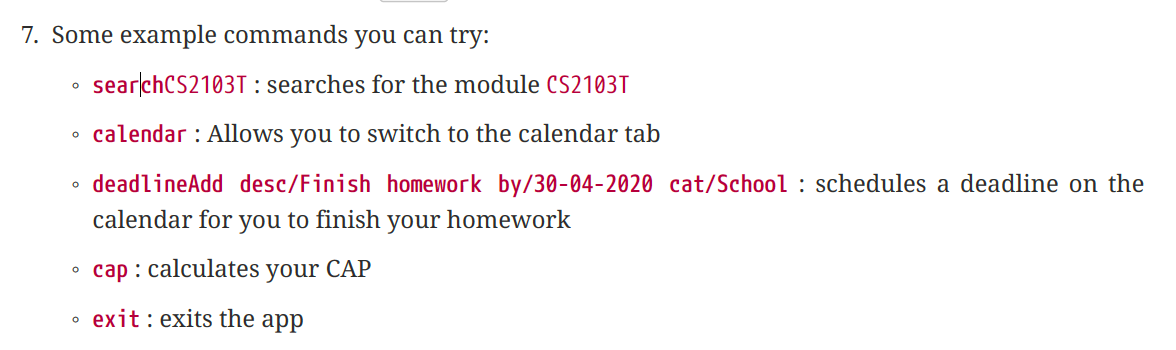 7. Some example commands you can try:
◦ searchCS2103T : searches for the module CS2103T
◦ calendar : Allows you to switch to the calendar tab
◦ deadlineAdd desc/Finish homework by/30-04-2020 cat/School : schedules a deadline on the
calendar for you to finish your homework
◦ cap : calculates your CAP
◦ exit : exits the app